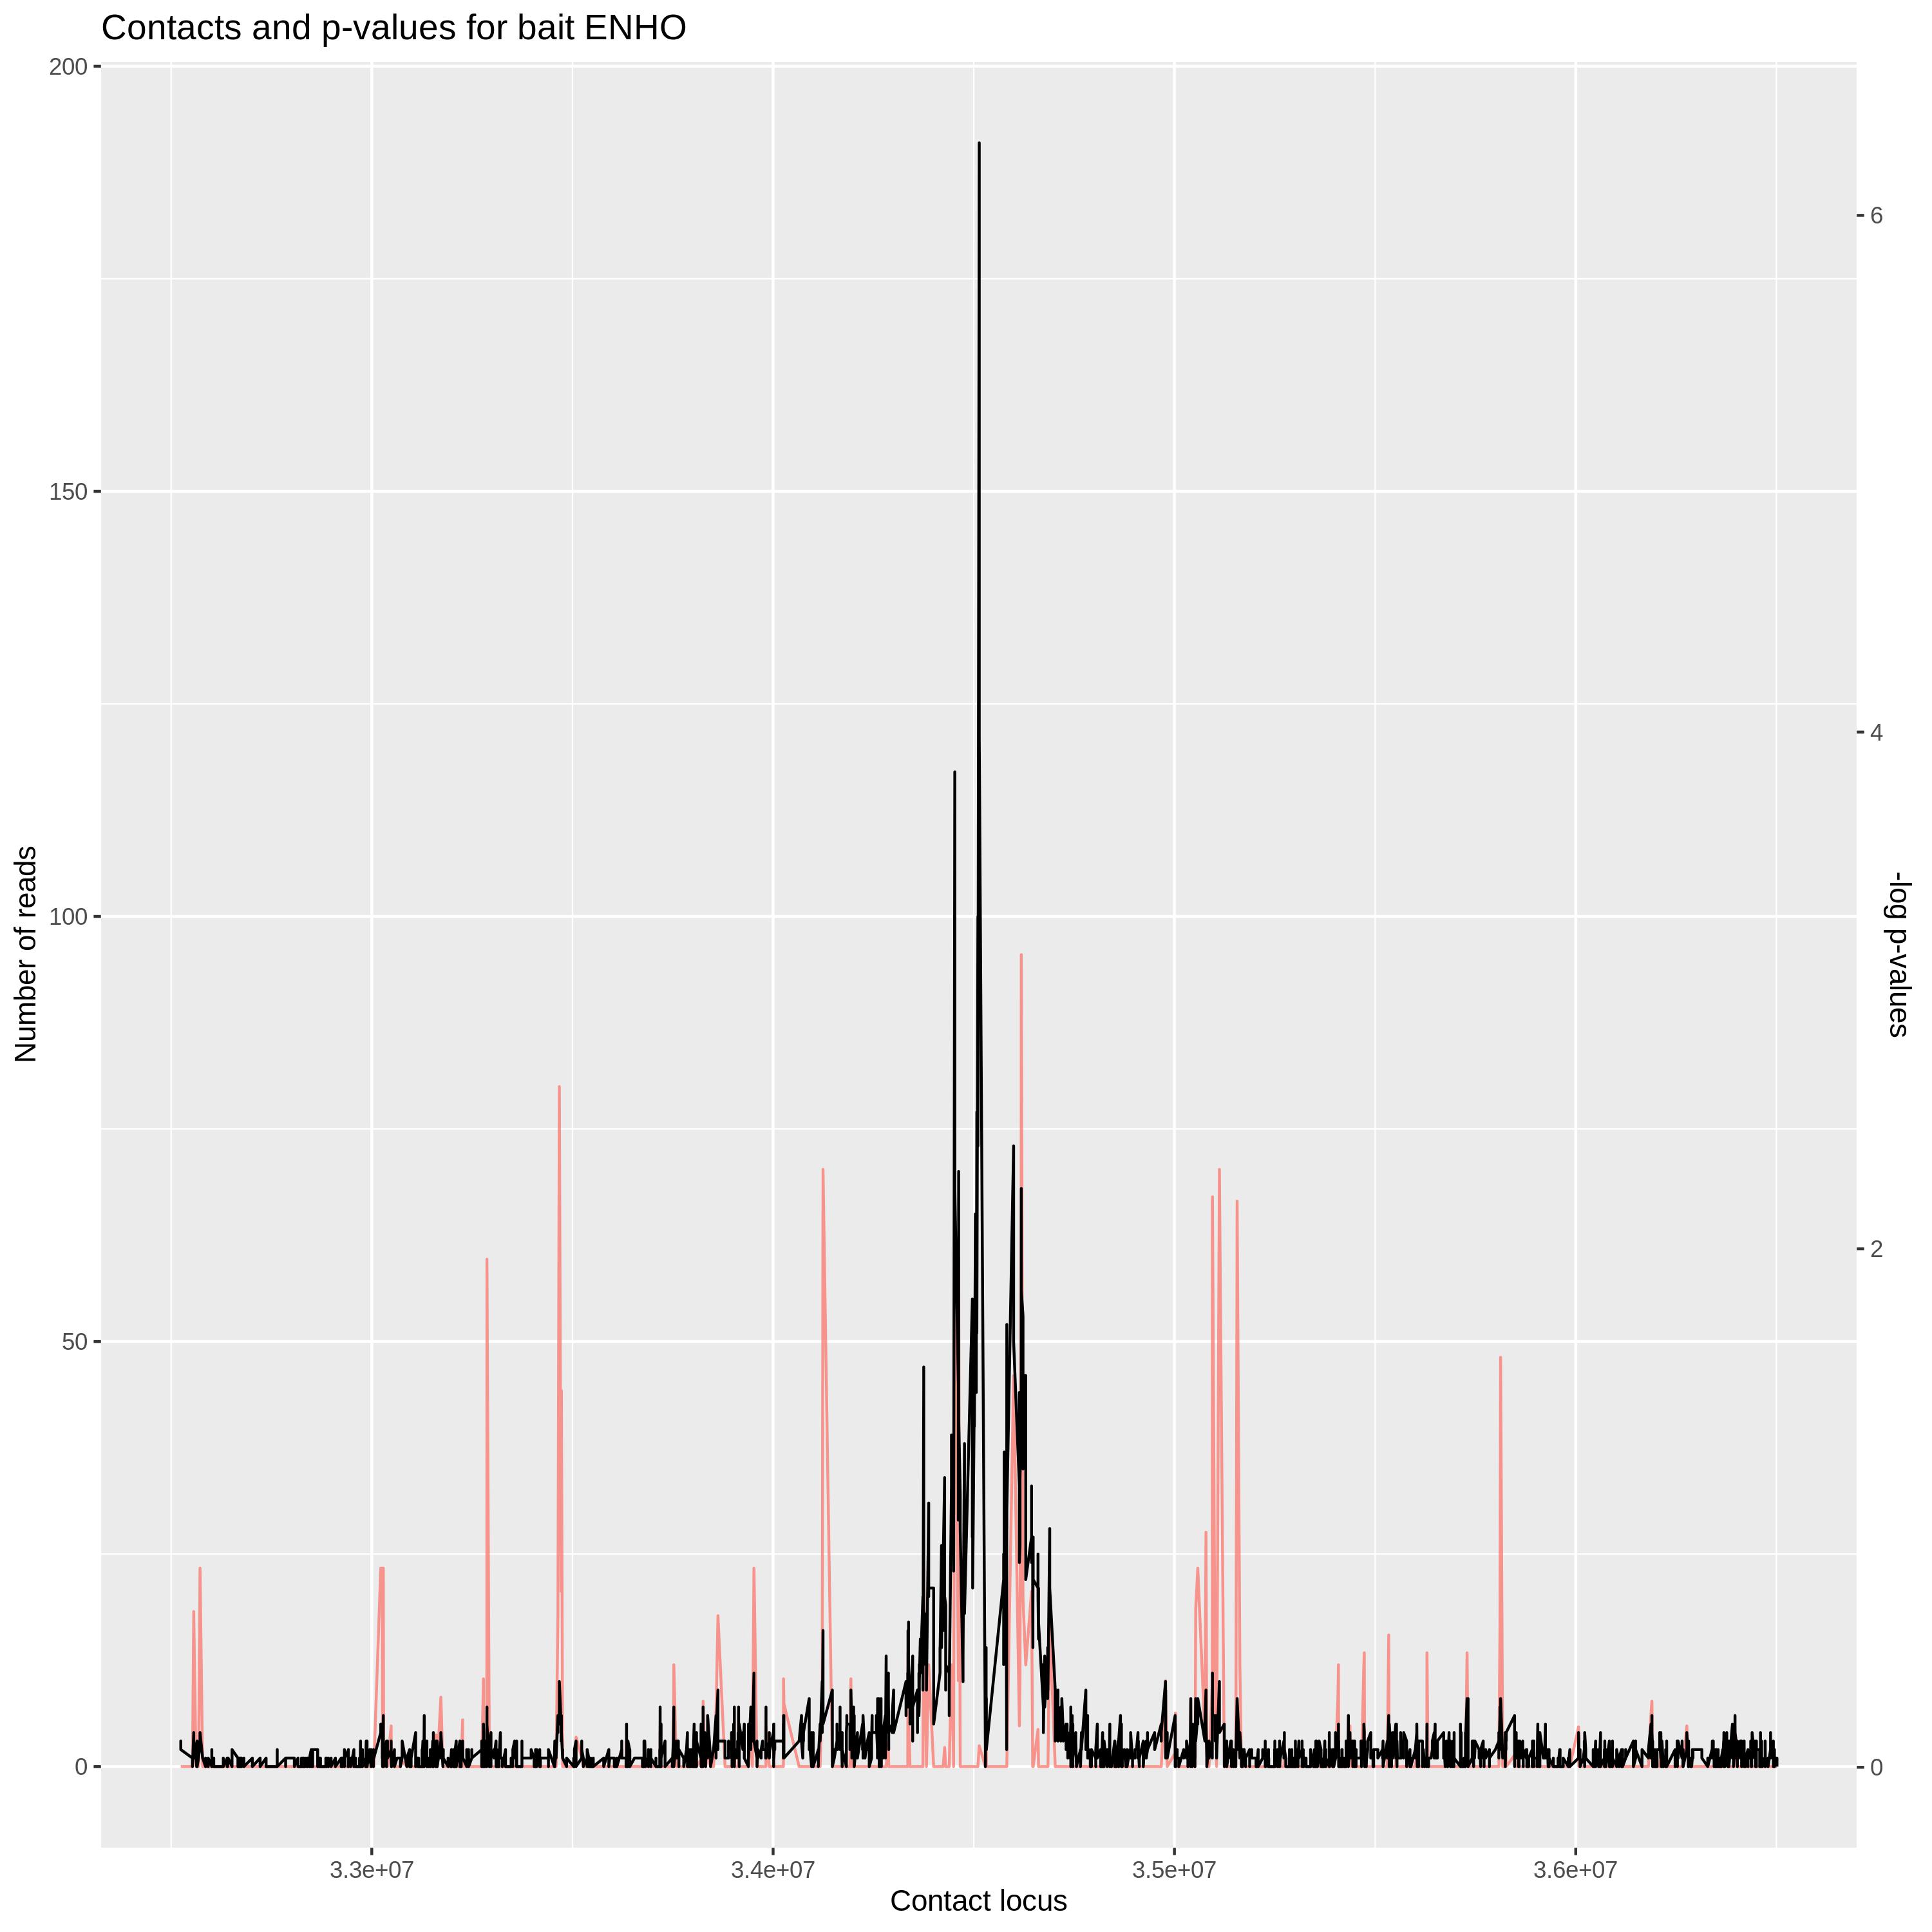 Contacts and p-values for bait ENHO
200
150
100
50
0
Number of reads
6
4
2
0
-log p-values
3.3e+07
3.4e+07
3.5e+07
3.6e+07
Contact locus